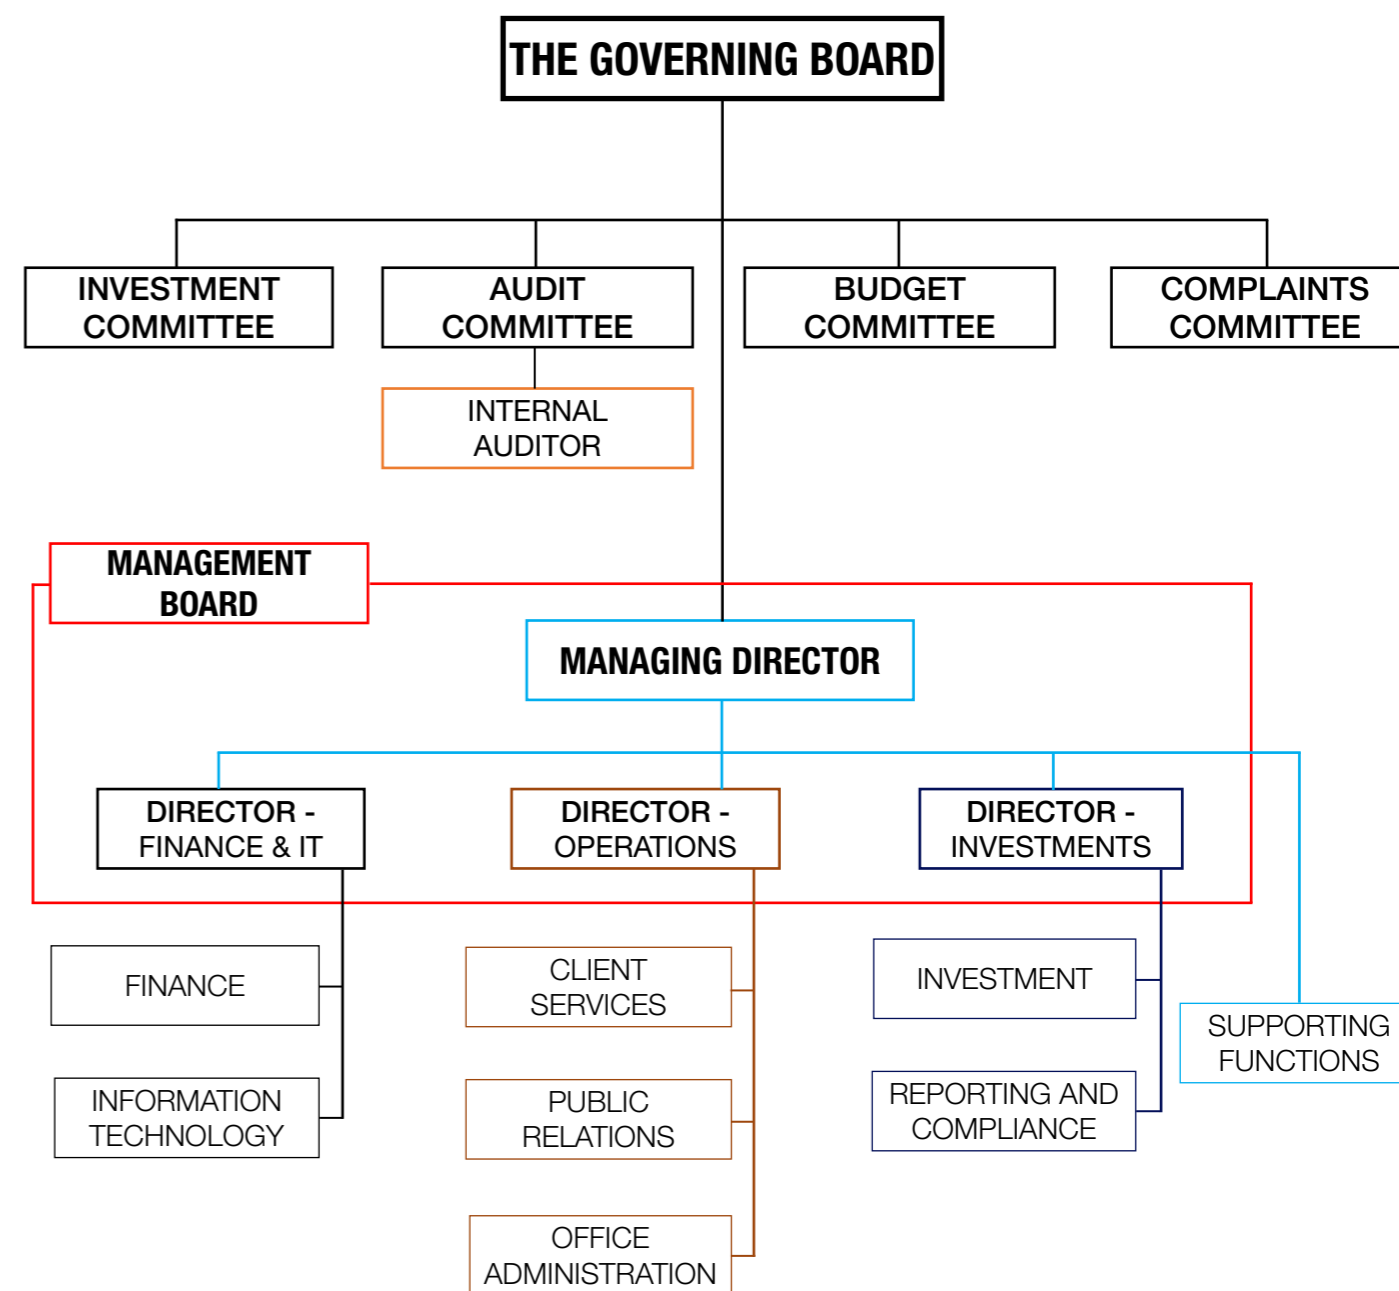 THE GOVERNING BOARD
INVESTMENT
COMMITTEE
AUDIT
COMMITTEE
BUDGET
COMMITTEE
COMPLAINTS
COMMITTEE
INTERNAL
AUDITOR
MANAGEMENT
BOARD
MANAGING DIRECTOR
DIRECTOR -
FINANCE & IT
DIRECTOR -
OPERATIONS
DIRECTOR -
INVESTMENTS
FINANCE
CLIENT
SERVICES
INVESTMENT
SUPPORTING
FUNCTIONS
INFORMATION
TECHNOLOGY
PUBLIC
RELATIONS
REPORTING AND
COMPLIANCE
OFFICE
ADMINISTRATION